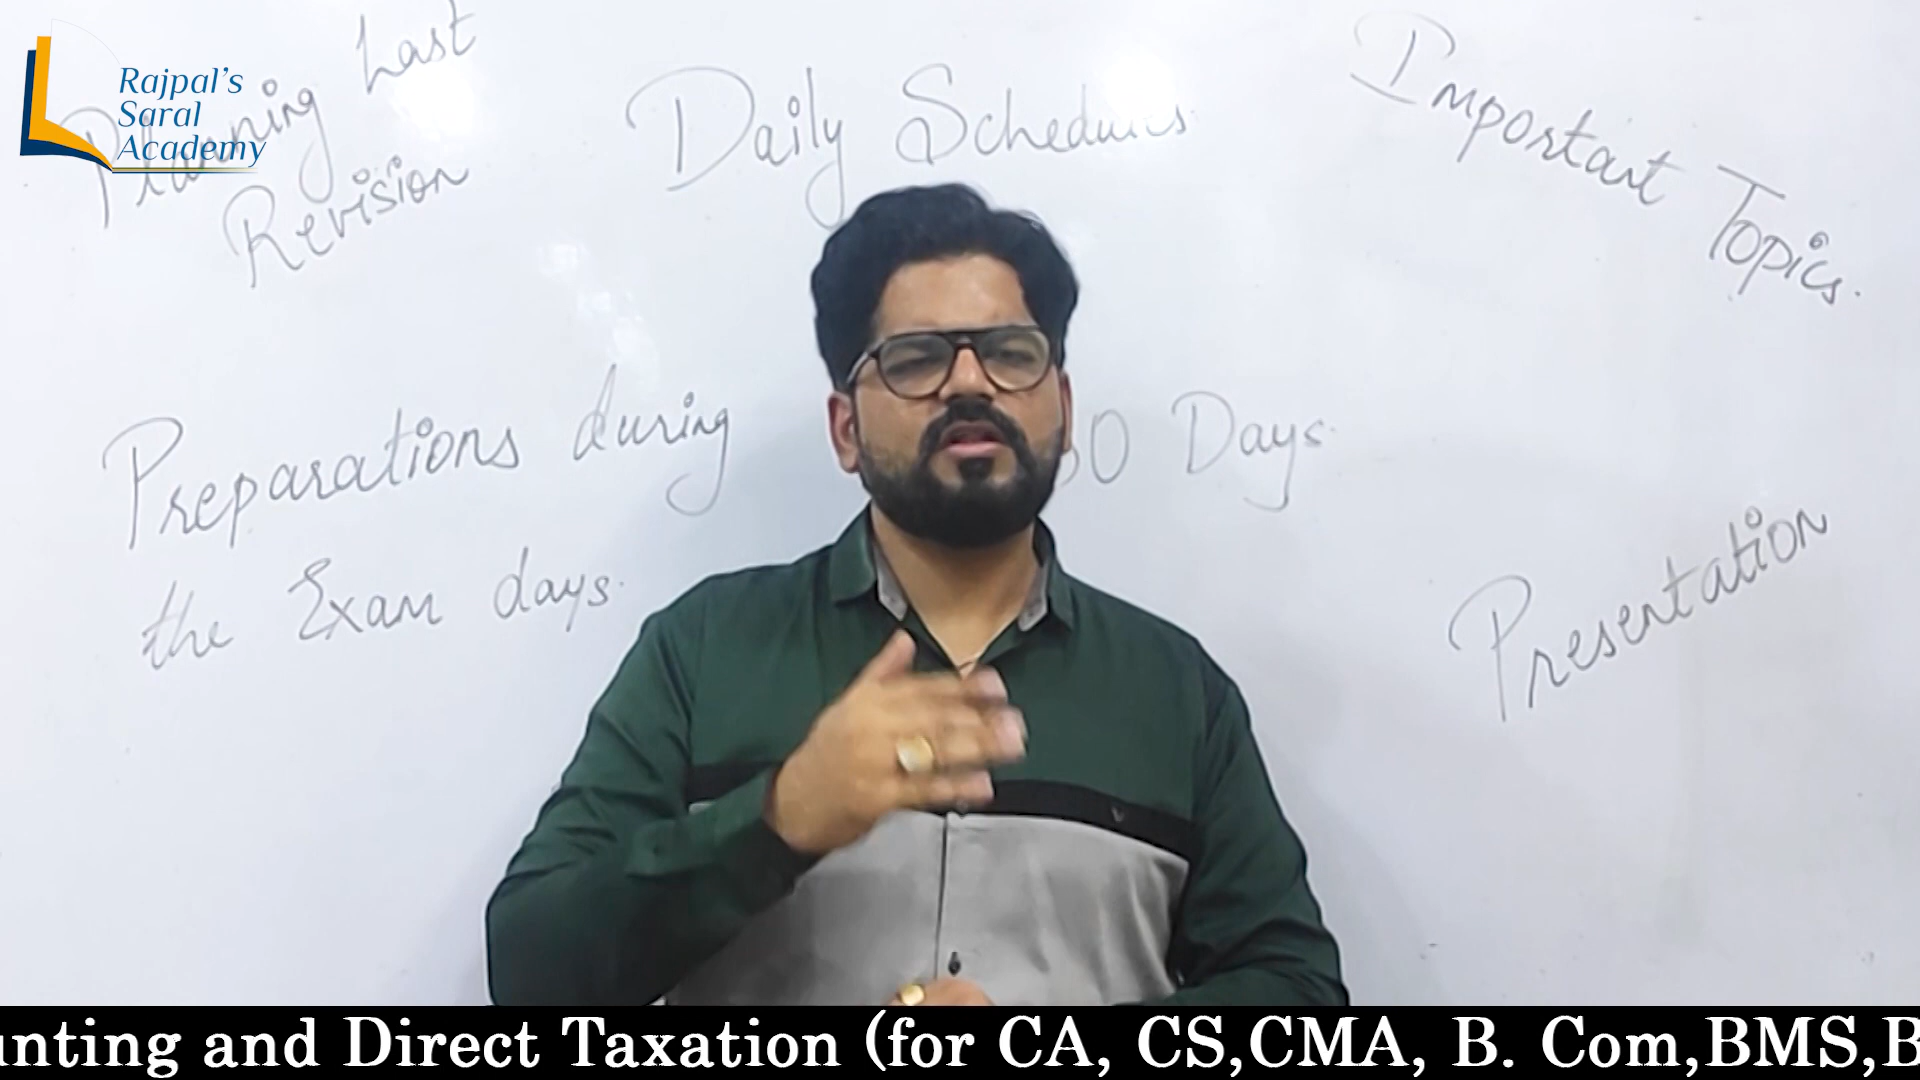 Rajpal's
Saral
Academy
Planning Last
Revision
Daily Schedules
Important Topics.
Preparations during
the Exam days.
30 Days.
Presentation
unting and Direct Taxation (for CA, CS,CMA, B. Com,BMS,B